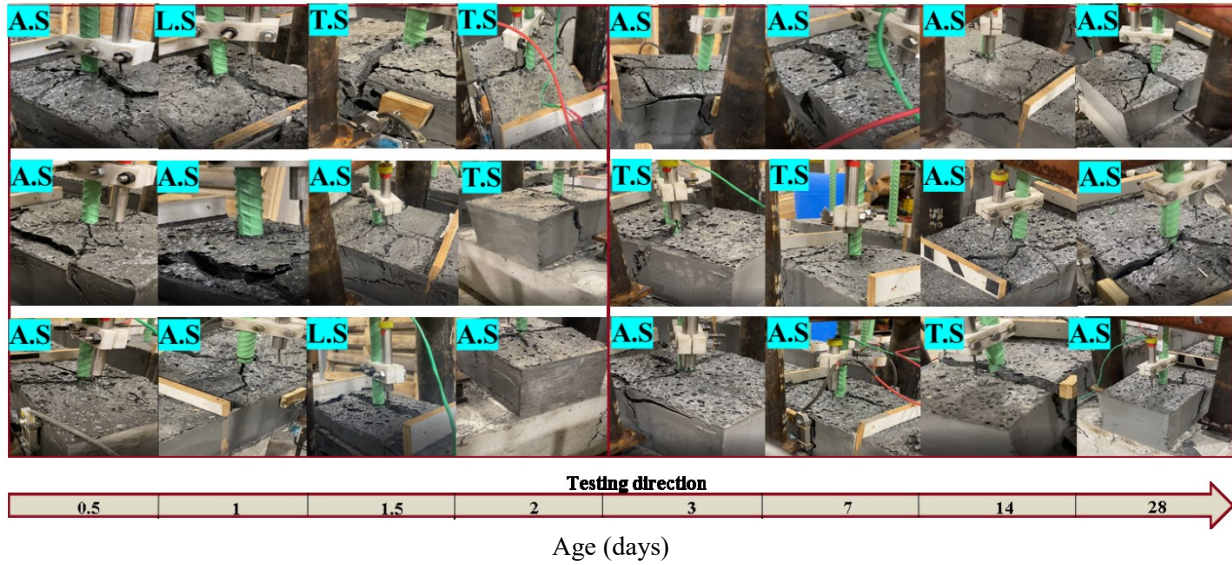 A.S L.S T.S T.S A.S A.S A.S A.S
A.S A.S A.S T.S T.S T.S A.S A.S
A.S A.S L.S A.S A.S A.S T.S A.S
Testing direction
0.5 1 1.5 2 3 7 14 28
Age (days)